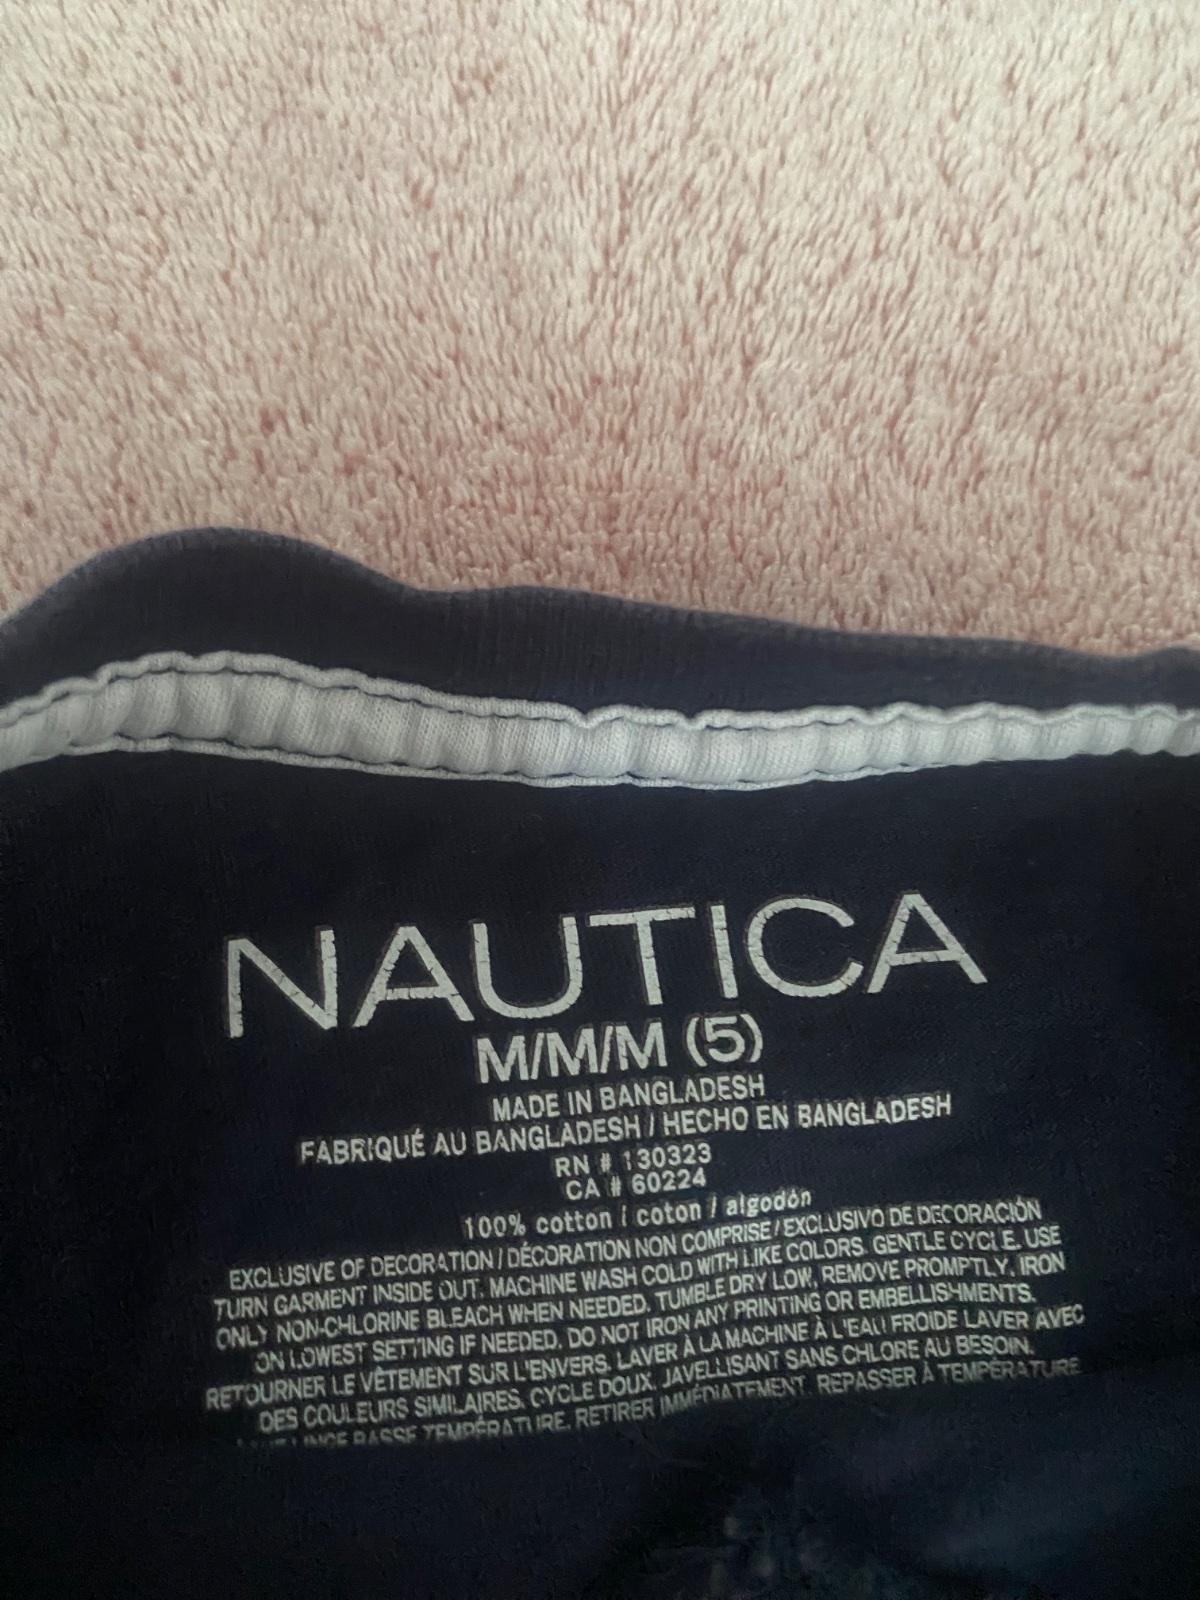 NAUTICA
M/M/M (5)
MADE IN BANGLADESH
FABRIQUÉ AU BANGLADESH / HECHO EN BANGLADESH
RN # 130323
CA # 60224
100% cotton / coton / algodón
EXCLUSIVE OF DECORATION / DÉCORATION NON COMPRISE / EXCLUSIVO DE DECORACIÓN
TURN GARMENT INSIDE OUT. MACHINE WASH COLD WITH LIKE COLORS. GENTLE CYCLE. USE
ONLY NON-CHLORINE BLEACH WHEN NEEDED. TUMBLE DRY LOW, REMOVE PROMPTLY, IRON
ON LOWEST SETTING IF NEEDED. DO NOT IRON ANY PRINTING OR EMBELLISHMENTS.
RETOURNER LE VÊTEMENT SUR L'ENVERS. LAVER À LA MACHINE À L'EAU FROIDE LAVER AVEC
DES COULEURS SIMILAIRES. CYCLE DOUX. JAVELLISANT SANS CHLORE AU BESOIN.
LINGE BASSE TEMPÉRATURE. RETIRER IMMÉDIATEMENT. REPASSER À TEMPÉRATURE